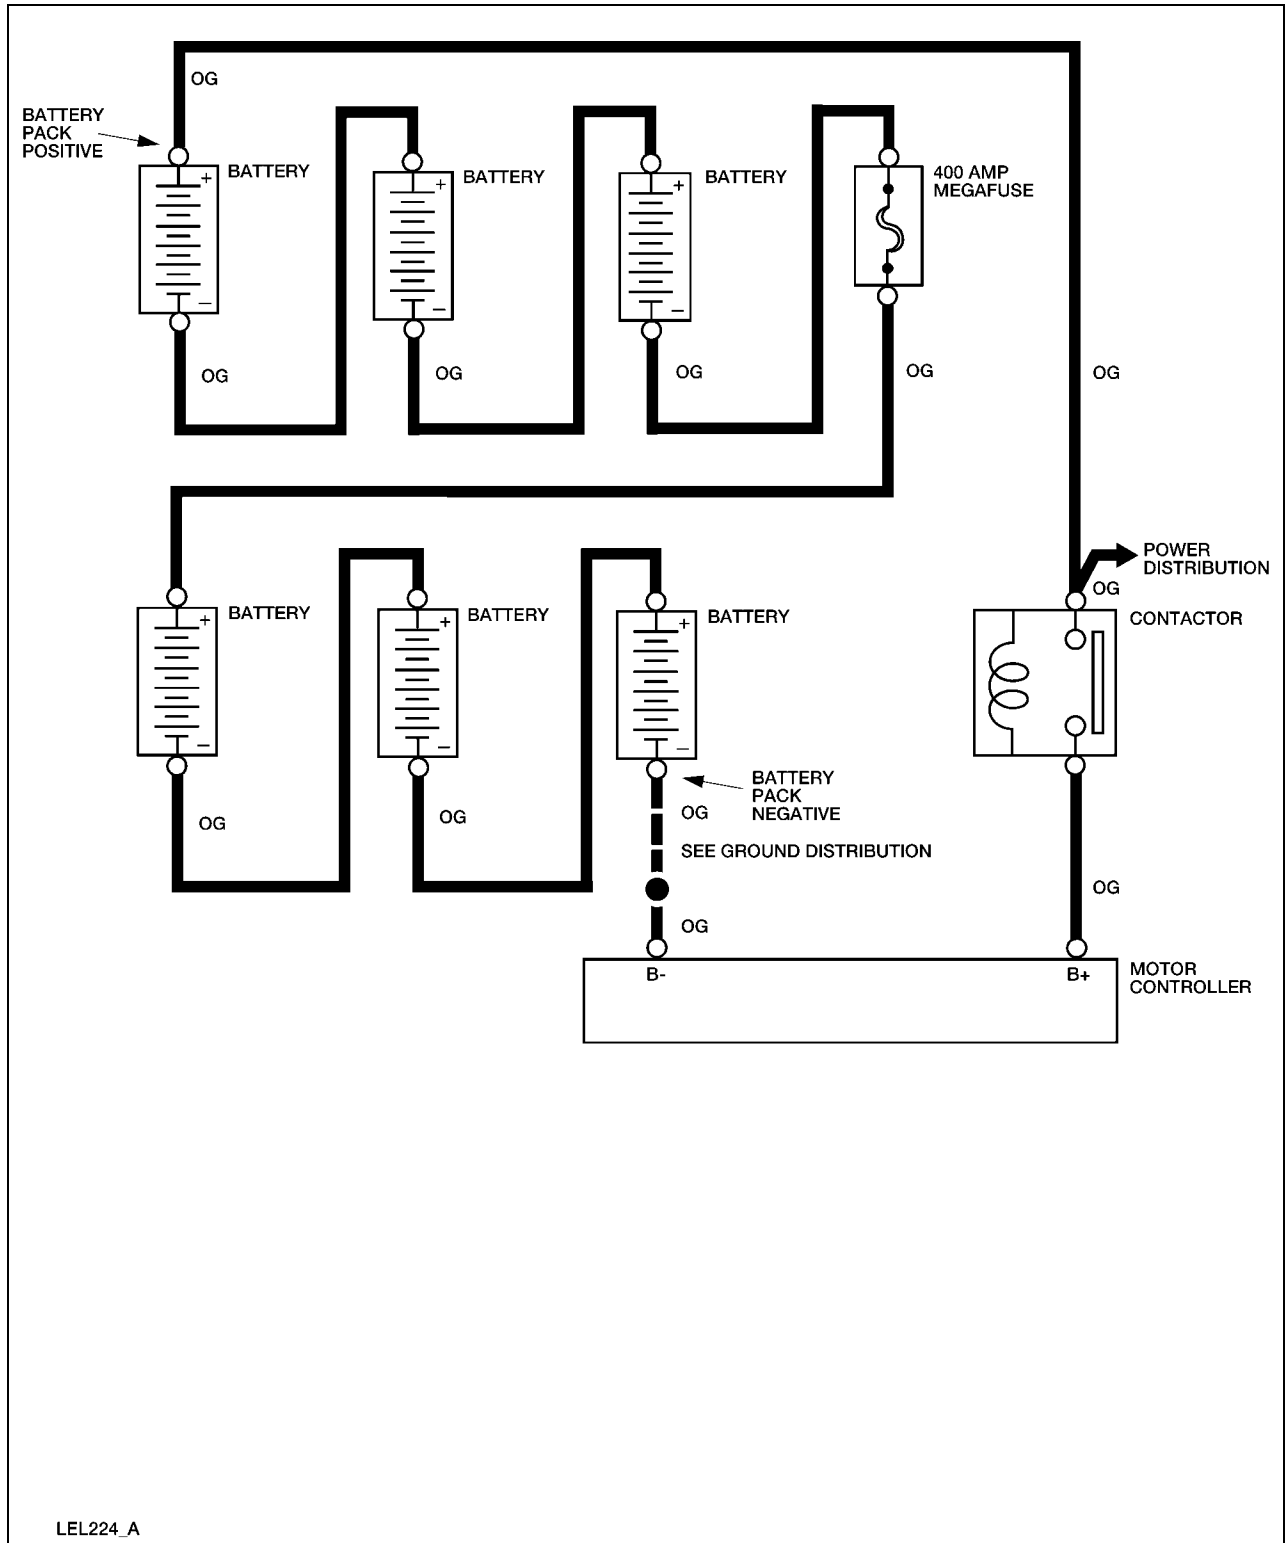 OG
BATTERY
PACK
POSITIVE
+
BATTERY
+
BATTERY
+
BATTERY
400 AMP
MEGAFUSE
–
–
–
OG
OG
OG
OG
OG
POWER
DISTRIBUTION
OG
+
BATTERY
+
BATTERY
+
BATTERY
CONTACTOR
–
–
–
BATTERY
PACK
NEGATIVE
OG
OG
OG
SEE GROUND DISTRIBUTION
OG
OG
B-
B+
MOTOR
CONTROLLER
LEL224_A